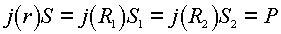 j(r)S = j(R₁)S₁ = j(R₂)S₂ = P